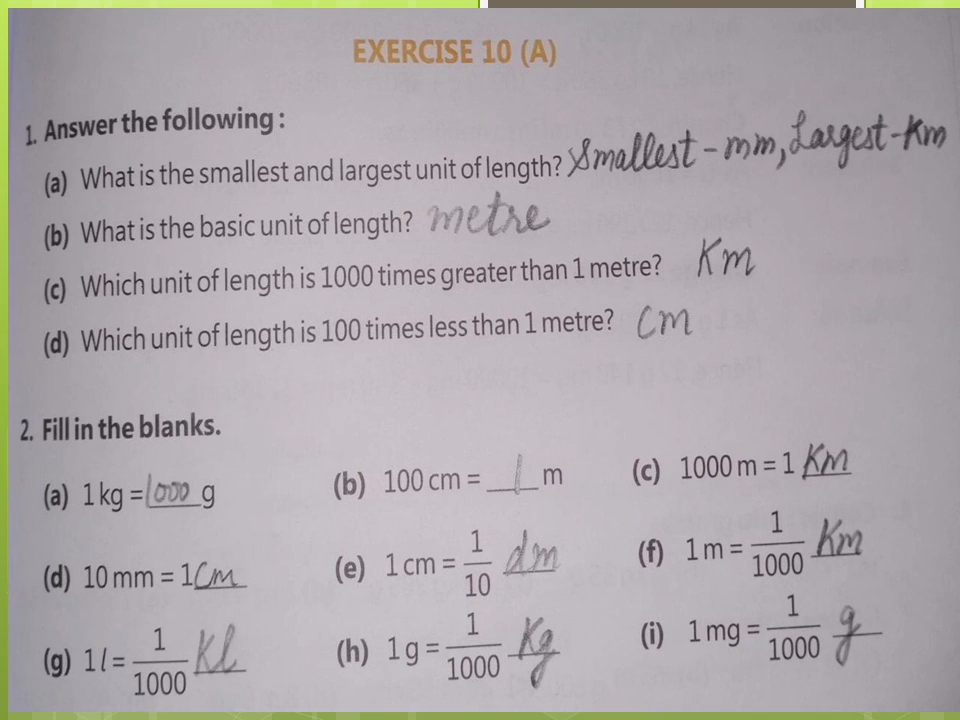 EXERCISE 10 (A)
1. Answer the following :
(a) What is the smallest and largest unit of length? Smallest - mm, Largest - Km
(b) What is the basic unit of length? metre
(c) Which unit of length is 1000 times greater than 1 metre? Km
(d) Which unit of length is 100 times less than 1 metre? cm
2. Fill in the blanks.
(a) 1 kg = 1000 g (b) 100 cm = 1 m (c) 1000 m = 1 Km
(d) 10 mm = 1 Cm (e) 1 cm = 1/10 dm (f) 1 m = 1/1000 Km
(g) 1 l = 1/1000 Kl (h) 1 g = 1/1000 Kg (i) 1 mg = 1/1000 g